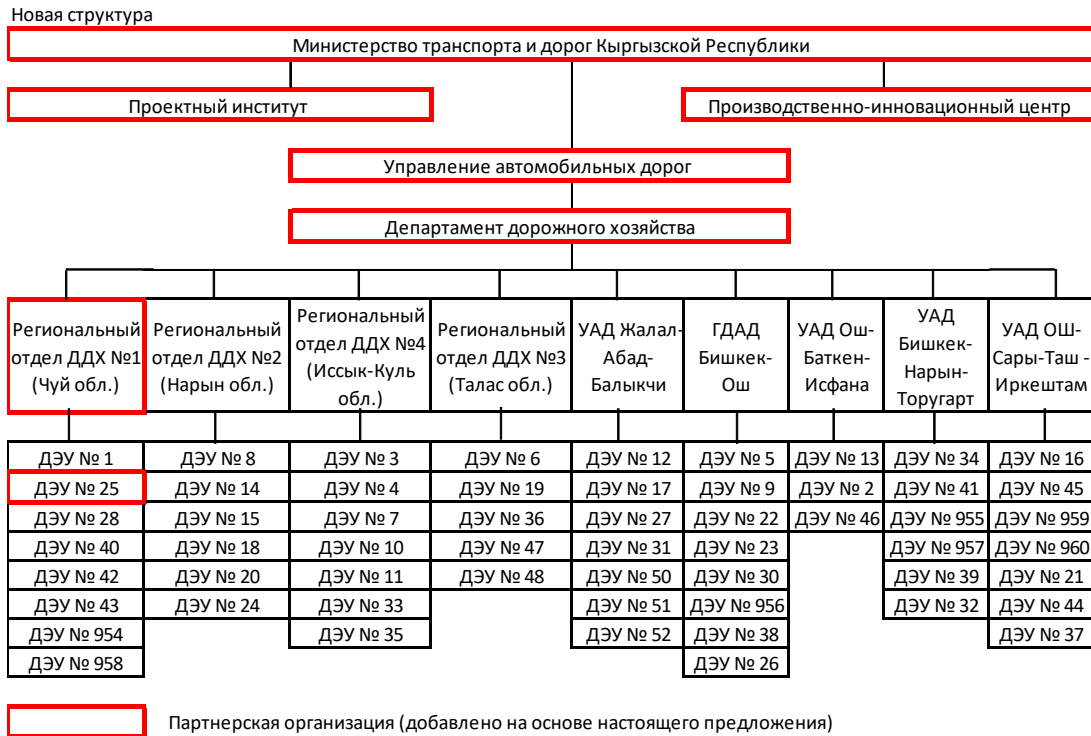 Новая структура
Министерство транспорта и дорог Кыргызской Республики
Проектный институт
Производственно-инновационный центр
Управление автомобильных дорог
Департамент дорожного хозяйства
Региональный
отдел ДДХ №1
(Чуй обл.)
Региональный
отдел ДДХ №2
(Нарын обл.)
Региональный
отдел ДДХ №4
(Иссык-Куль
обл.)
Региональный
отдел ДДХ №3
(Талас обл.)
УАД Жалал-
Абад-
Балыкчи
ГДАД
Бишкек-
Ош
УАД Ош-
Баткен-
Исфана
УАД
Бишкек-
Нарын-
Торугарт
УАД ОШ-
Сары-Таш -
Иркештам
ДЭУ № 1
ДЭУ № 25
ДЭУ № 28
ДЭУ № 40
ДЭУ № 42
ДЭУ № 43
ДЭУ № 954
ДЭУ № 958
ДЭУ № 8
ДЭУ № 14
ДЭУ № 15
ДЭУ № 18
ДЭУ № 20
ДЭУ № 24
ДЭУ № 3
ДЭУ № 4
ДЭУ № 7
ДЭУ № 10
ДЭУ № 11
ДЭУ № 33
ДЭУ № 35
ДЭУ № 6
ДЭУ № 19
ДЭУ № 36
ДЭУ № 47
ДЭУ № 48
ДЭУ № 12
ДЭУ № 17
ДЭУ № 27
ДЭУ № 31
ДЭУ № 50
ДЭУ № 51
ДЭУ № 52
ДЭУ № 5
ДЭУ № 9
ДЭУ № 22
ДЭУ № 23
ДЭУ № 30
ДЭУ № 956
ДЭУ № 38
ДЭУ № 26
ДЭУ № 13
ДЭУ № 2
ДЭУ № 46
ДЭУ № 34
ДЭУ № 41
ДЭУ № 955
ДЭУ № 957
ДЭУ № 39
ДЭУ № 32
ДЭУ № 16
ДЭУ № 45
ДЭУ № 959
ДЭУ № 960
ДЭУ № 21
ДЭУ № 44
ДЭУ № 37
Партнерская организация (добавлено на основе настоящего предложения)